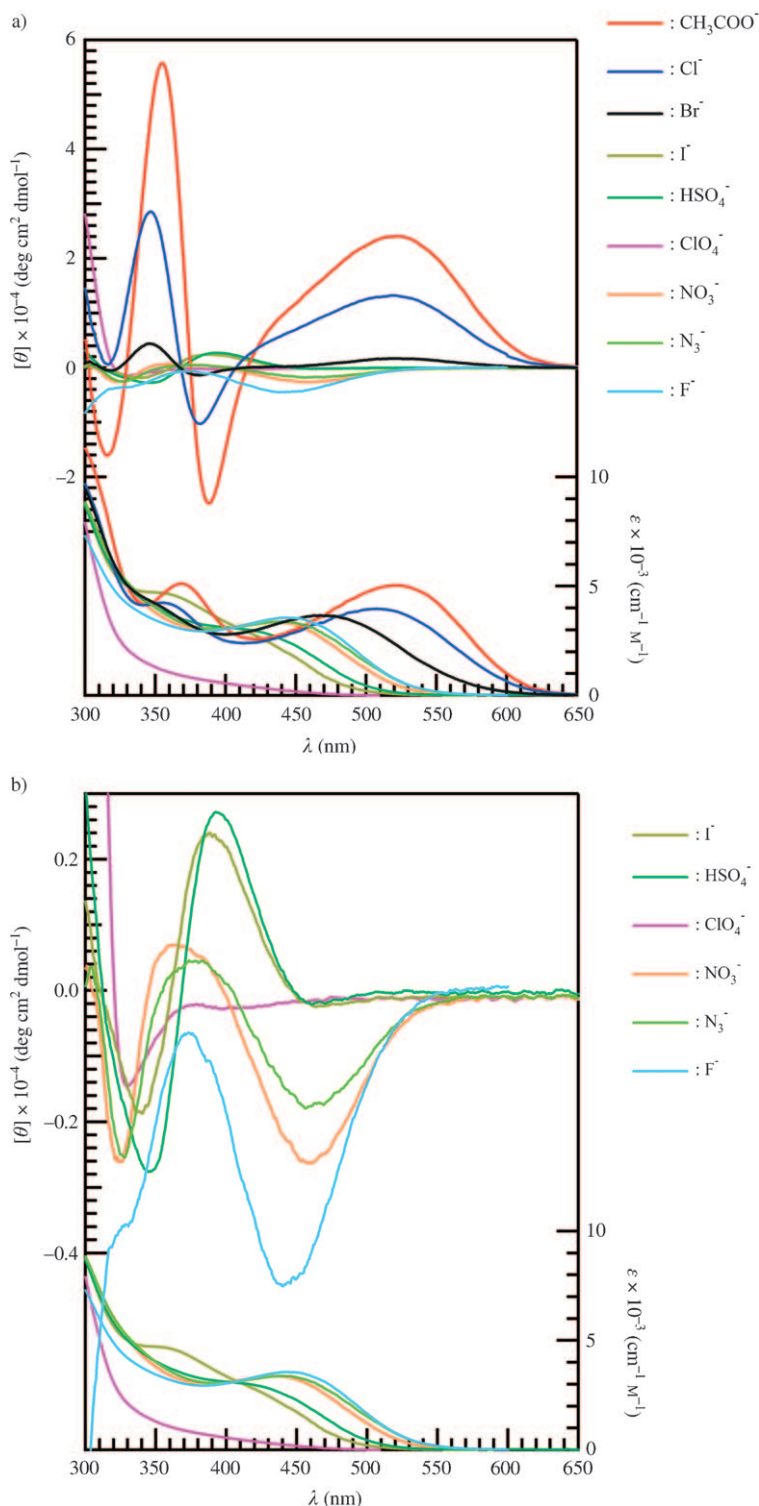 a)
6
4
2
0
–2
[θ] × 10⁻⁴ (deg cm² dmol⁻¹)
10
5
0
ε × 10⁻³ (cm⁻¹ M⁻¹)
300 350 400 450 500 550 600 650
λ (nm)
: CH₃COO⁻
: Cl⁻
: Br⁻
: I⁻
: HSO₄⁻
: ClO₄⁻
: NO₃⁻
: N₃⁻
: F⁻
b)
0.2
0.0
–0.2
–0.4
[θ] × 10⁻⁴ (deg cm² dmol⁻¹)
10
5
0
ε × 10⁻³ (cm⁻¹ M⁻¹)
300 350 400 450 500 550 600 650
λ (nm)
: I⁻
: HSO₄⁻
: ClO₄⁻
: NO₃⁻
: N₃⁻
: F⁻